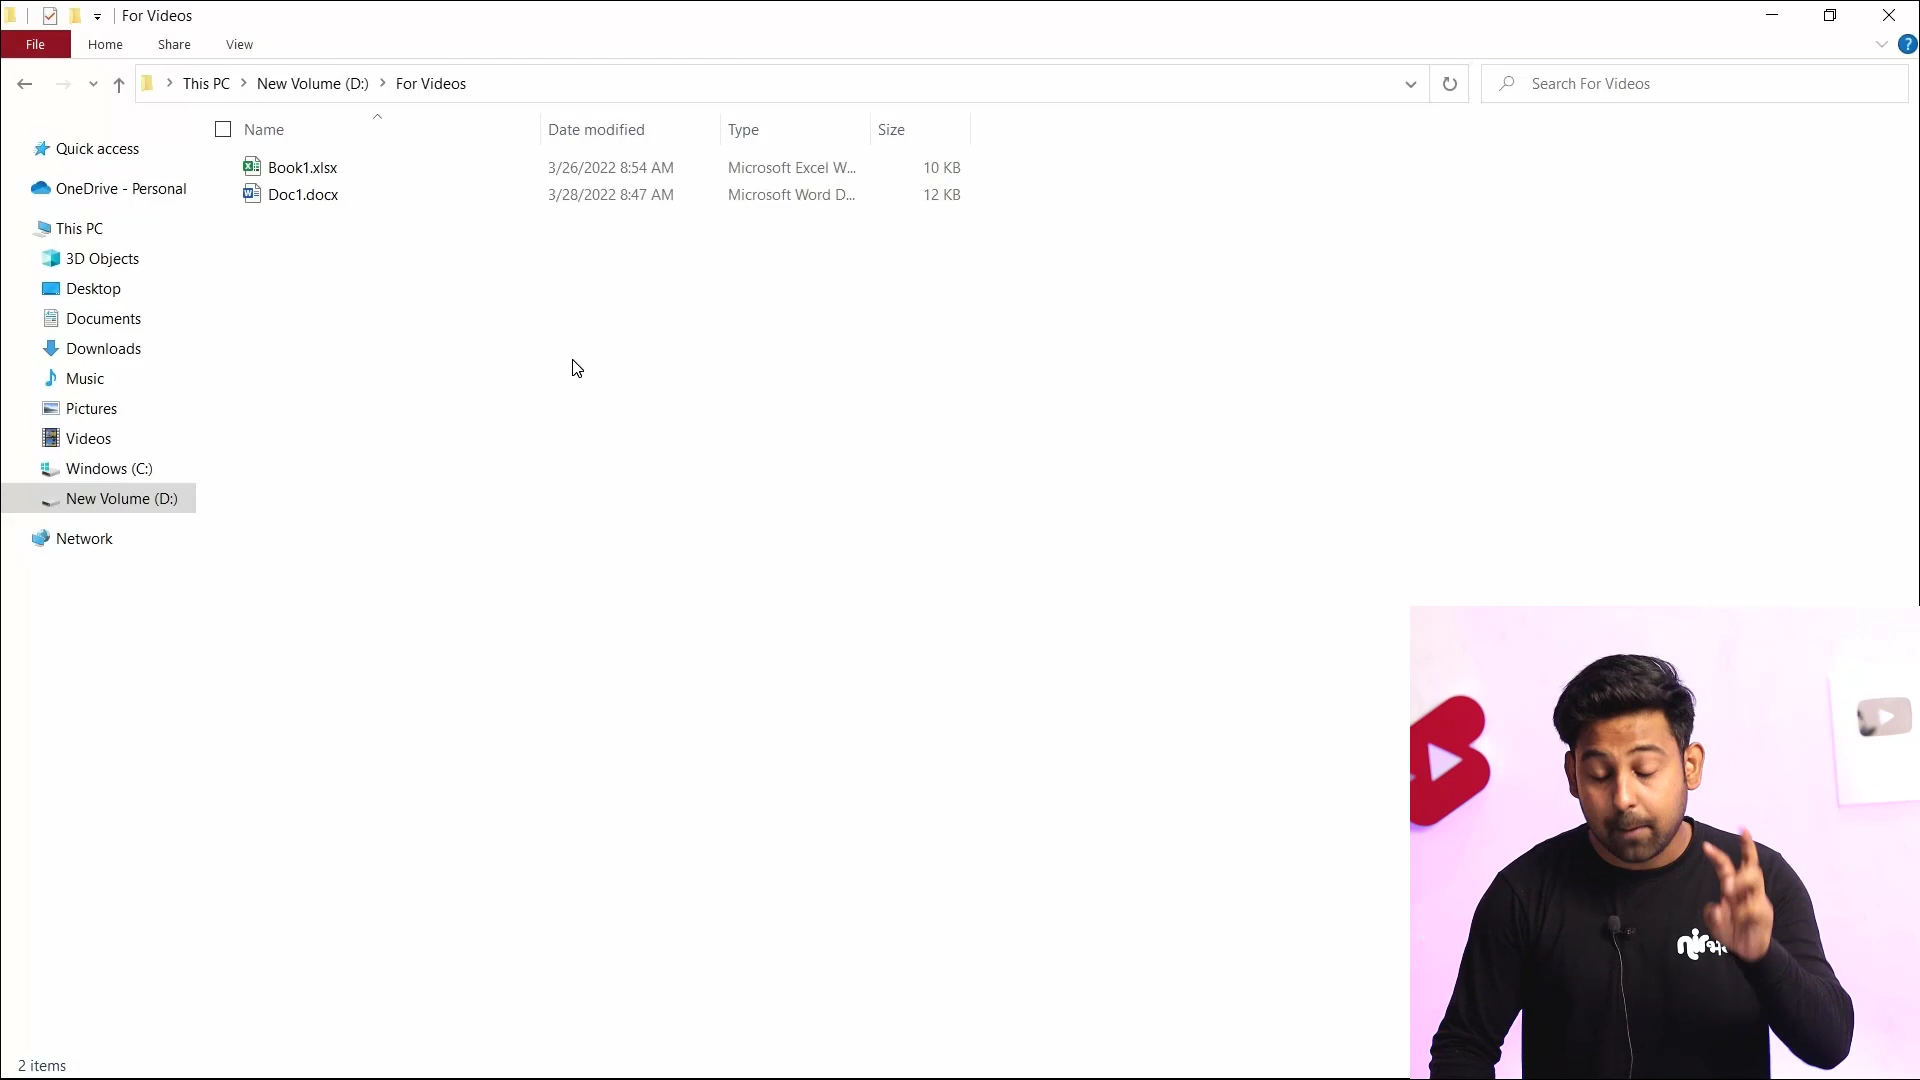 For Videos
File Home Share View ?
This PC New Volume (D:) For Videos Search For Videos
Name Date modified Type Size
Book1.xlsx 3/26/2022 8:54 AM Microsoft Excel W... 10 KB
Doc1.docx 3/28/2022 8:47 AM Microsoft Word D... 12 KB
Quick access
OneDrive - Personal
This PC
3D Objects
Desktop
Documents
Downloads
Music
Pictures
Videos
Windows (C:)
New Volume (D:)
Network
2 items